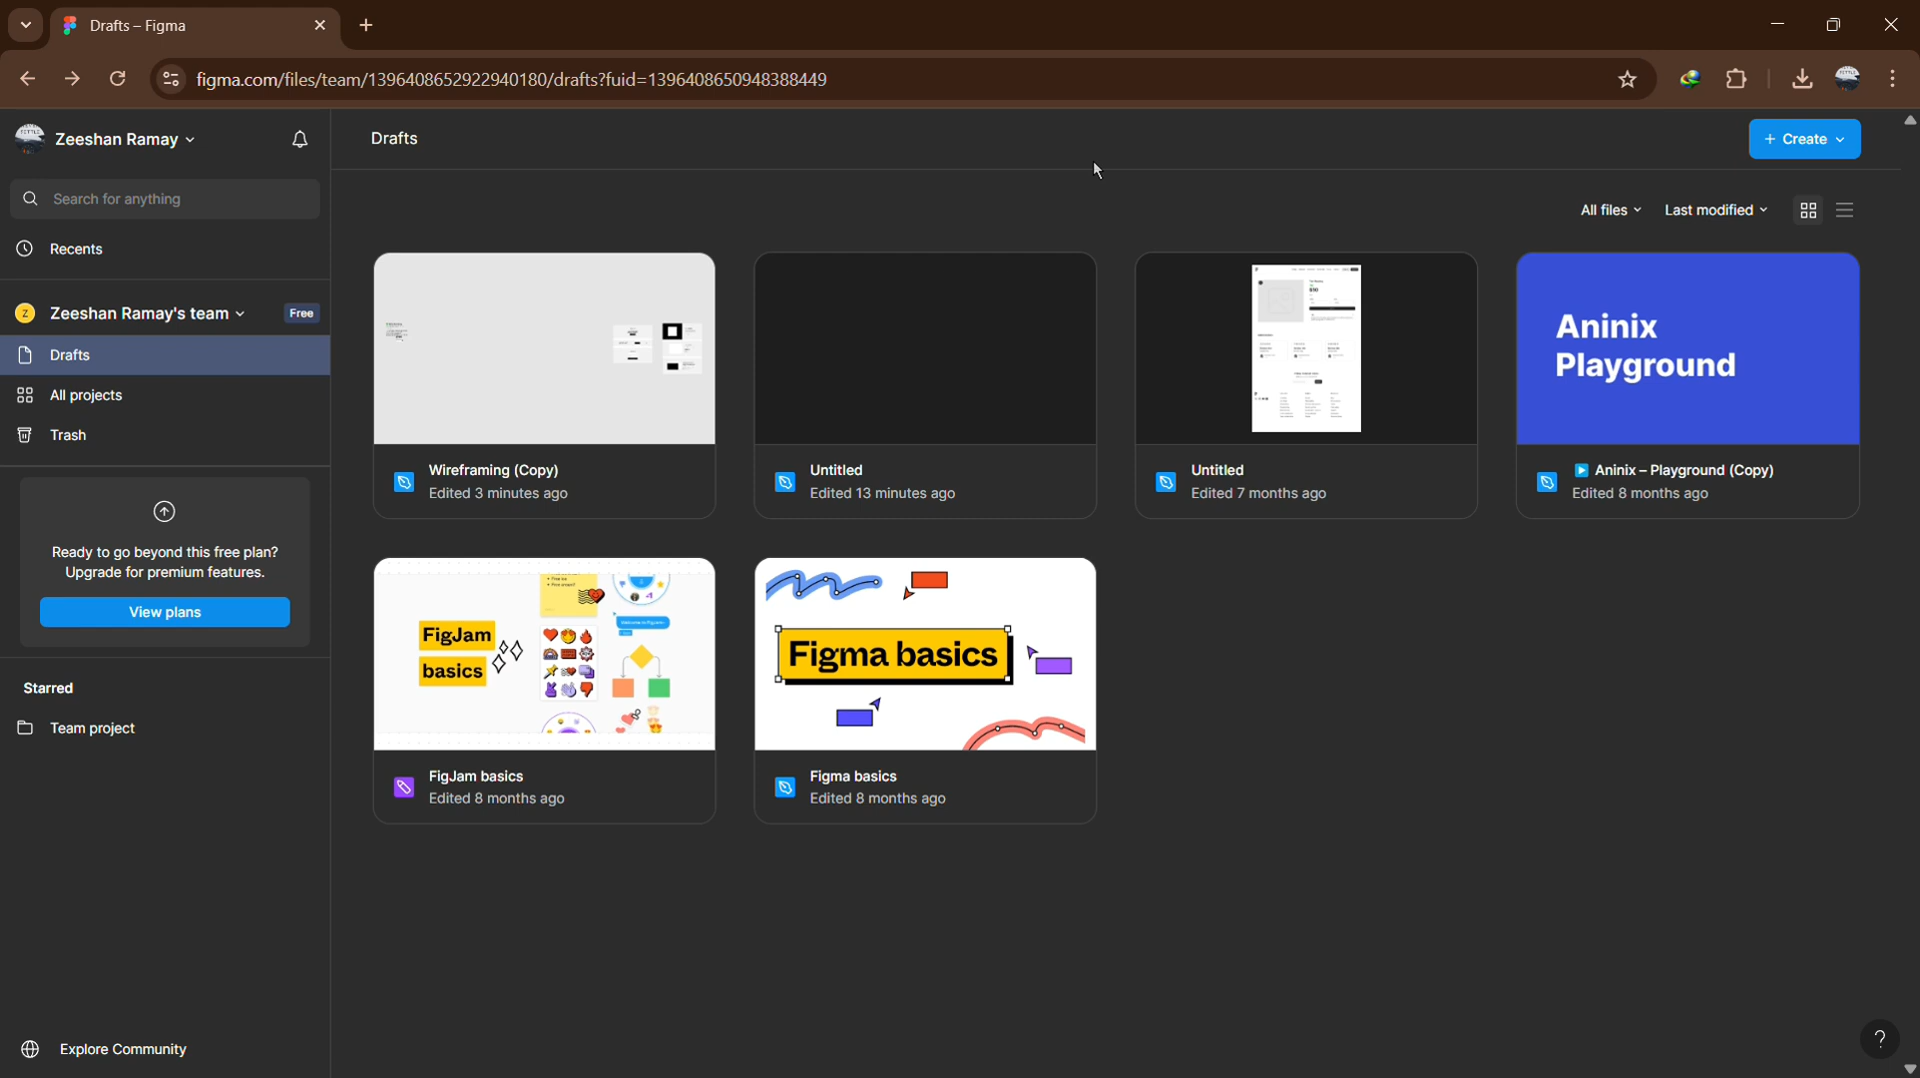 Drafts – Figma
figma.com/files/team/1396408652922940180/drafts?fuid=1396408650948388449
Zeeshan Ramay
Drafts
+ Create
Search for anything
All files
Last modified
Recents
Zeeshan Ramay's team
Free
Drafts
All projects
Trash
Aninix
Playground
Wireframing (Copy)
Edited 3 minutes ago
Untitled
Edited 13 minutes ago
Untitled
Edited 7 months ago
Aninix – Playground (Copy)
Edited 8 months ago
Ready to go beyond this free plan?
Upgrade for premium features.
View plans
FigJam
basics
Figma basics
Starred
Team project
FigJam basics
Edited 8 months ago
Figma basics
Edited 8 months ago
Explore Community
?